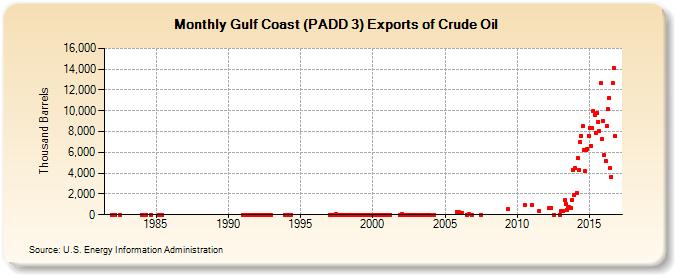 Monthly Gulf Coast (PADD 3) Exports of Crude Oil
Thousand Barrels
16,000
14,000
12,000
10,000
8,000
6,000
4,000
2,000
0
1985 1990 1995 2000 2005 2010 2015
Source: U.S. Energy Information Administration